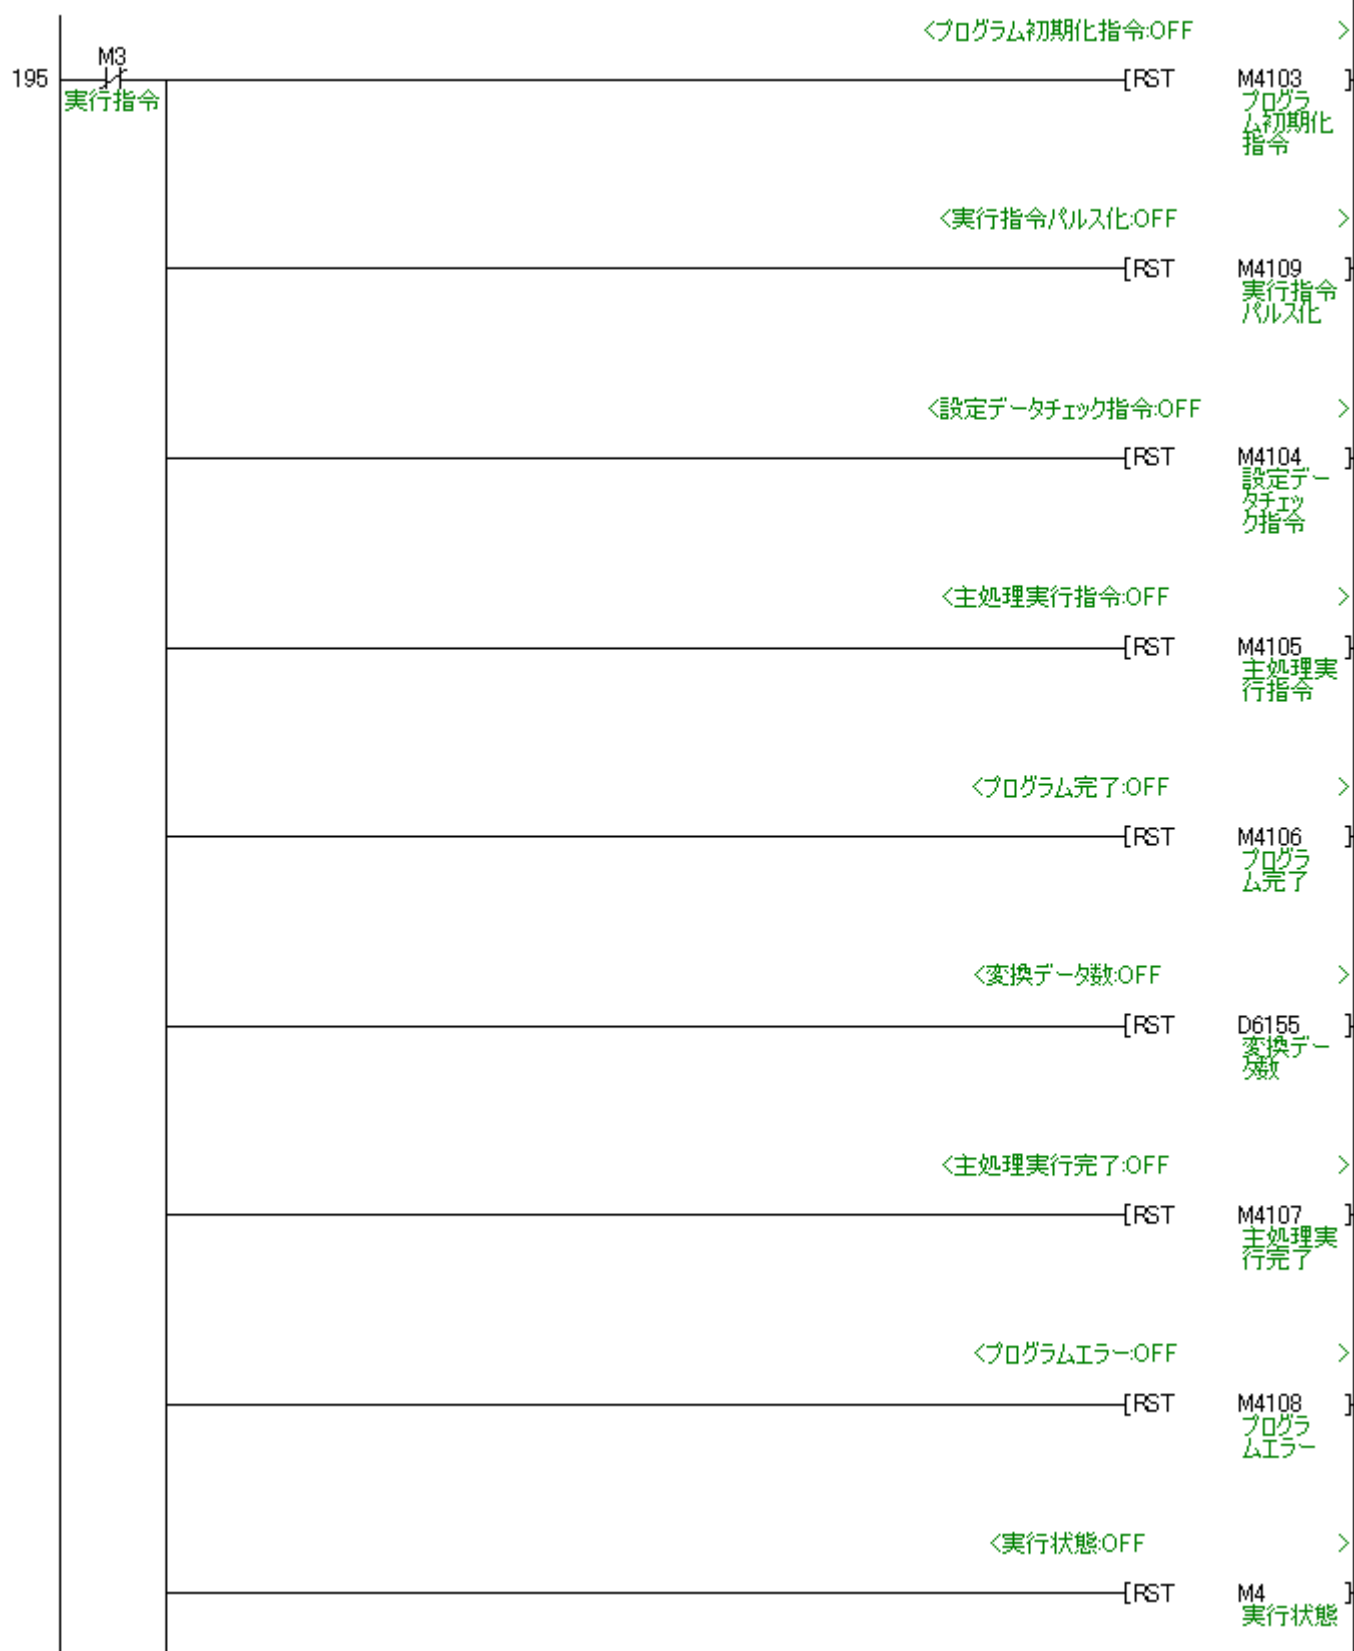 <プログラム初期化指令:OFF >
M3
195 [RST M4103 ]
実行指令
プログラ
ム初期化
指令
<実行指令パルス化:OFF >
[RST M4109 ]
実行指令
パルス化
<設定データチェック指令:OFF >
[RST M4104 ]
設定デー
タチェッ
ク指令
<主処理実行指令:OFF >
[RST M4105 ]
主処理実
行指令
<プログラム完了:OFF >
[RST M4106 ]
プログラ
ム完了
<変換データ数:OFF >
[RST D6155 ]
変換デー
タ数
<主処理実行完了:OFF >
[RST M4107 ]
主処理実
行完了
<プログラムエラー:OFF >
[RST M4108 ]
プログラ
ムエラー
<実行状態:OFF >
[RST M4 ]
実行状態